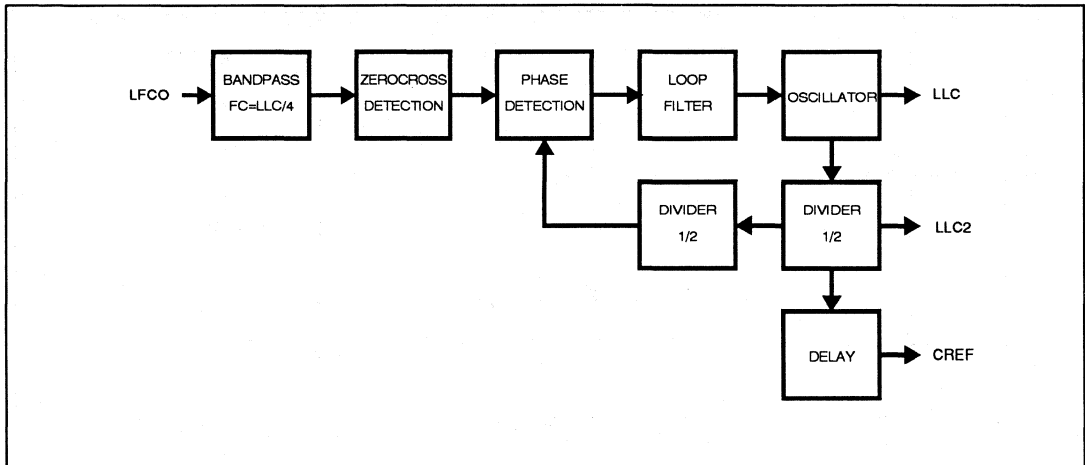 LFCO
BANDPASS
FC=LLC/4
ZEROCROSS
DETECTION
PHASE
DETECTION
LOOP
FILTER
OSCILLATOR
LLC
DIVIDER
1/2
DIVIDER
1/2
LLC2
DELAY
CREF